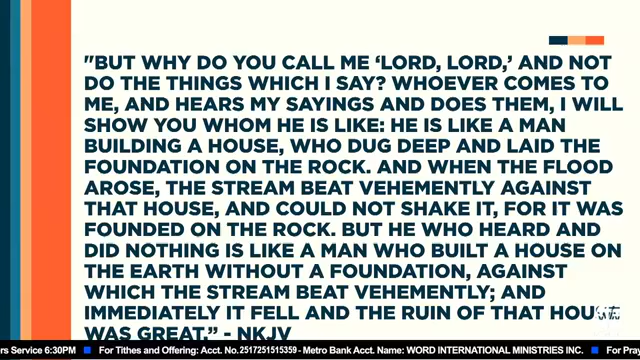 "BUT WHY DO YOU CALL ME ‘LORD, LORD,’ AND NOT
DO THE THINGS WHICH I SAY? WHOEVER COMES TO
ME, AND HEARS MY SAYINGS AND DOES THEM, I WILL
SHOW YOU WHOM HE IS LIKE: HE IS LIKE A MAN
BUILDING A HOUSE, WHO DUG DEEP AND LAID THE
FOUNDATION ON THE ROCK. AND WHEN THE FLOOD
AROSE, THE STREAM BEAT VEHEMENTLY AGAINST
THAT HOUSE, AND COULD NOT SHAKE IT, FOR IT WAS
FOUNDED ON THE ROCK. BUT HE WHO HEARD AND
DID NOTHING IS LIKE A MAN WHO BUILT A HOUSE ON
THE EARTH WITHOUT A FOUNDATION, AGAINST
WHICH THE STREAM BEAT VEHEMENTLY; AND
IMMEDIATELY IT FELL AND THE RUIN OF THAT HOUSE
WAS GREAT.” - NKJV
rs Service 6:30PM For Tithes and Offering: Acct. No.2517251515359 - Metro Bank Acct. Name: WORD INTERNATIONAL MINISTRIES INC. For Pray